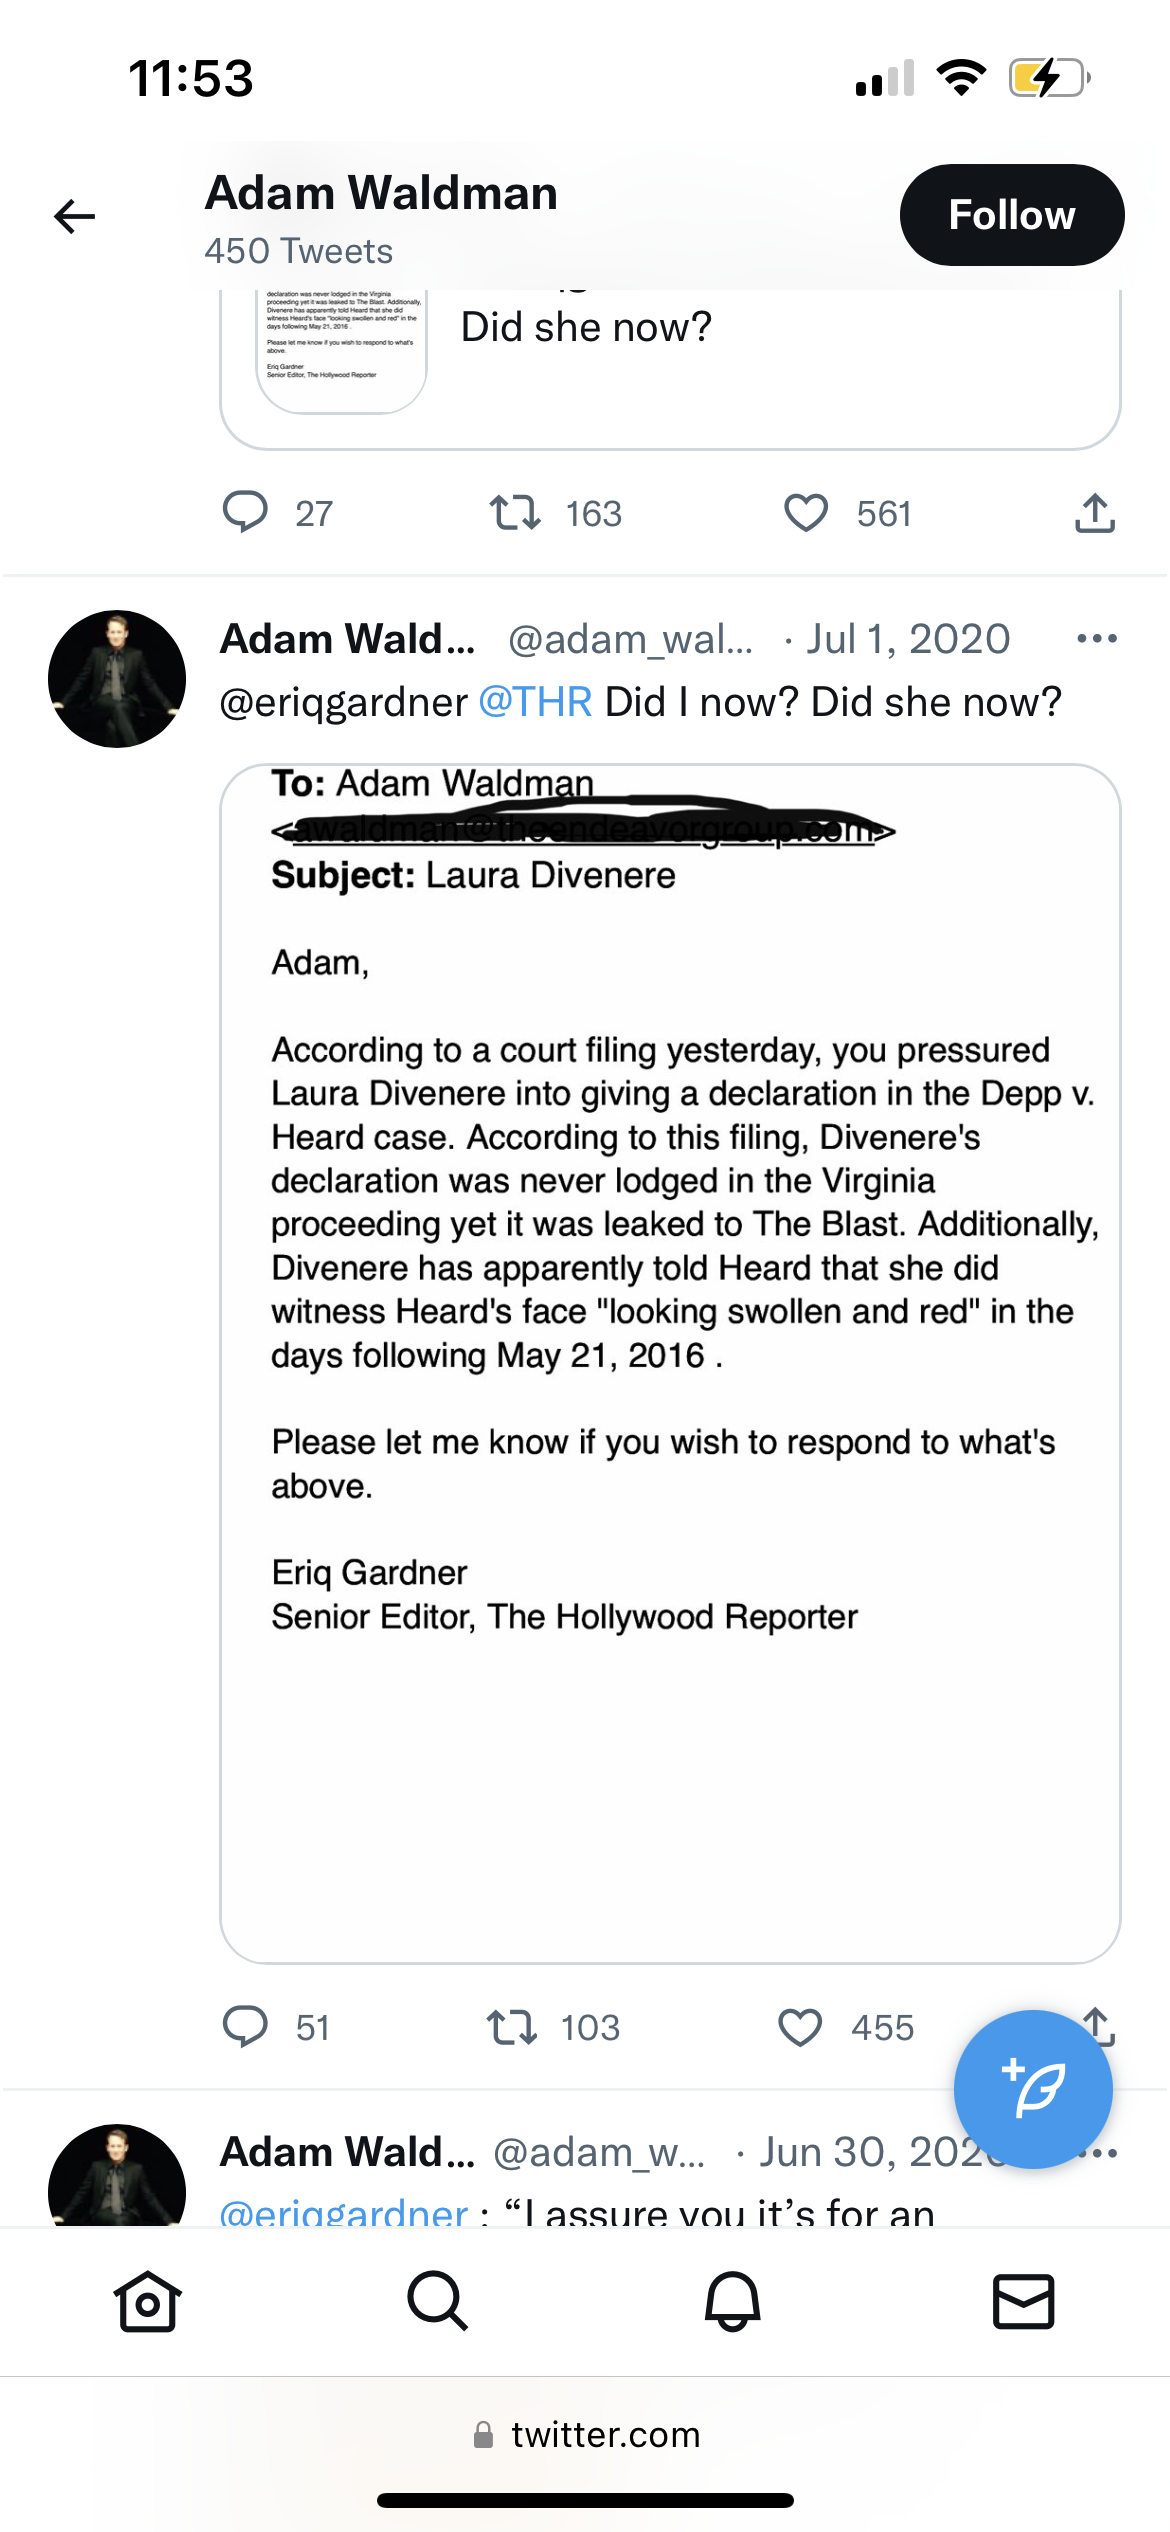 11:53
Adam Waldman
450 Tweets
Follow
declaration was never lodged in the Virginia
proceeding yet it was leaked to The Blast. Additionally,
Divenere has apparently told Heard that she did
witness Heard's face "looking swollen and red" in the
days following May 21, 2016 .
Please let me know if you wish to respond to what's
above.
Eriq Gardner
Senior Editor, The Hollywood Reporter
Did she now?
27 163 561
Adam Wald... @adam_wal... · Jul 1, 2020
@eriqgardner @THR Did I now? Did she now?
To: Adam Waldman
Subject: Laura Divenere
Adam,
According to a court filing yesterday, you pressured
Laura Divenere into giving a declaration in the Depp v.
Heard case. According to this filing, Divenere's
declaration was never lodged in the Virginia
proceeding yet it was leaked to The Blast. Additionally,
Divenere has apparently told Heard that she did
witness Heard's face "looking swollen and red" in the
days following May 21, 2016 .
Please let me know if you wish to respond to what's
above.
Eriq Gardner
Senior Editor, The Hollywood Reporter
51 103 455
Adam Wald... @adam_w... · Jun 30, 202
@eriqgardner : “I assure you it’s for an
twitter.com